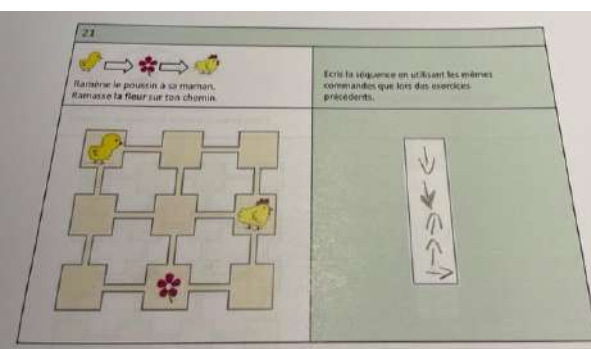 21
Ramène le poussin à sa maman.
Ramasse la fleur sur ton chemin.
Ecris la séquence en utilisant les mêmes
commandes que lors des exercices
précédents.